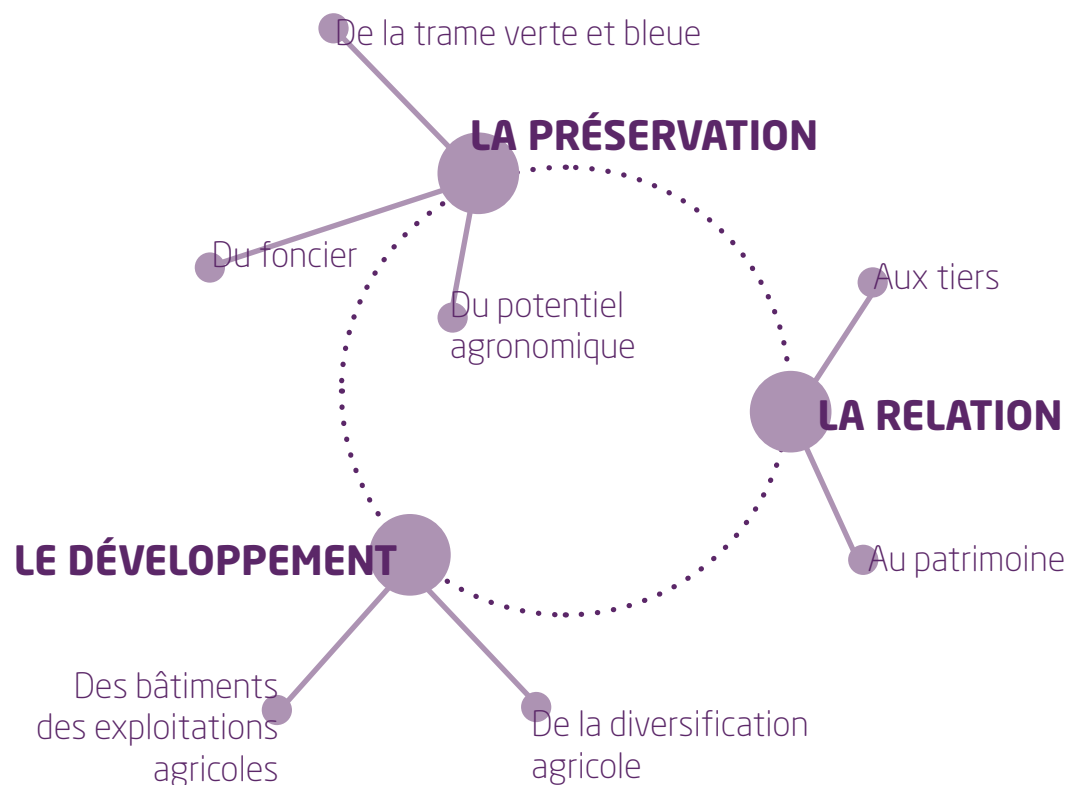 De la trame verte et bleue
LA PRÉSERVATION
Du foncier
Du potentiel
agronomique
Aux tiers
LA RELATION
Au patrimoine
LE DÉVELOPPEMENT
Des bâtiments
des exploitations
agricoles
De la diversification
agricole